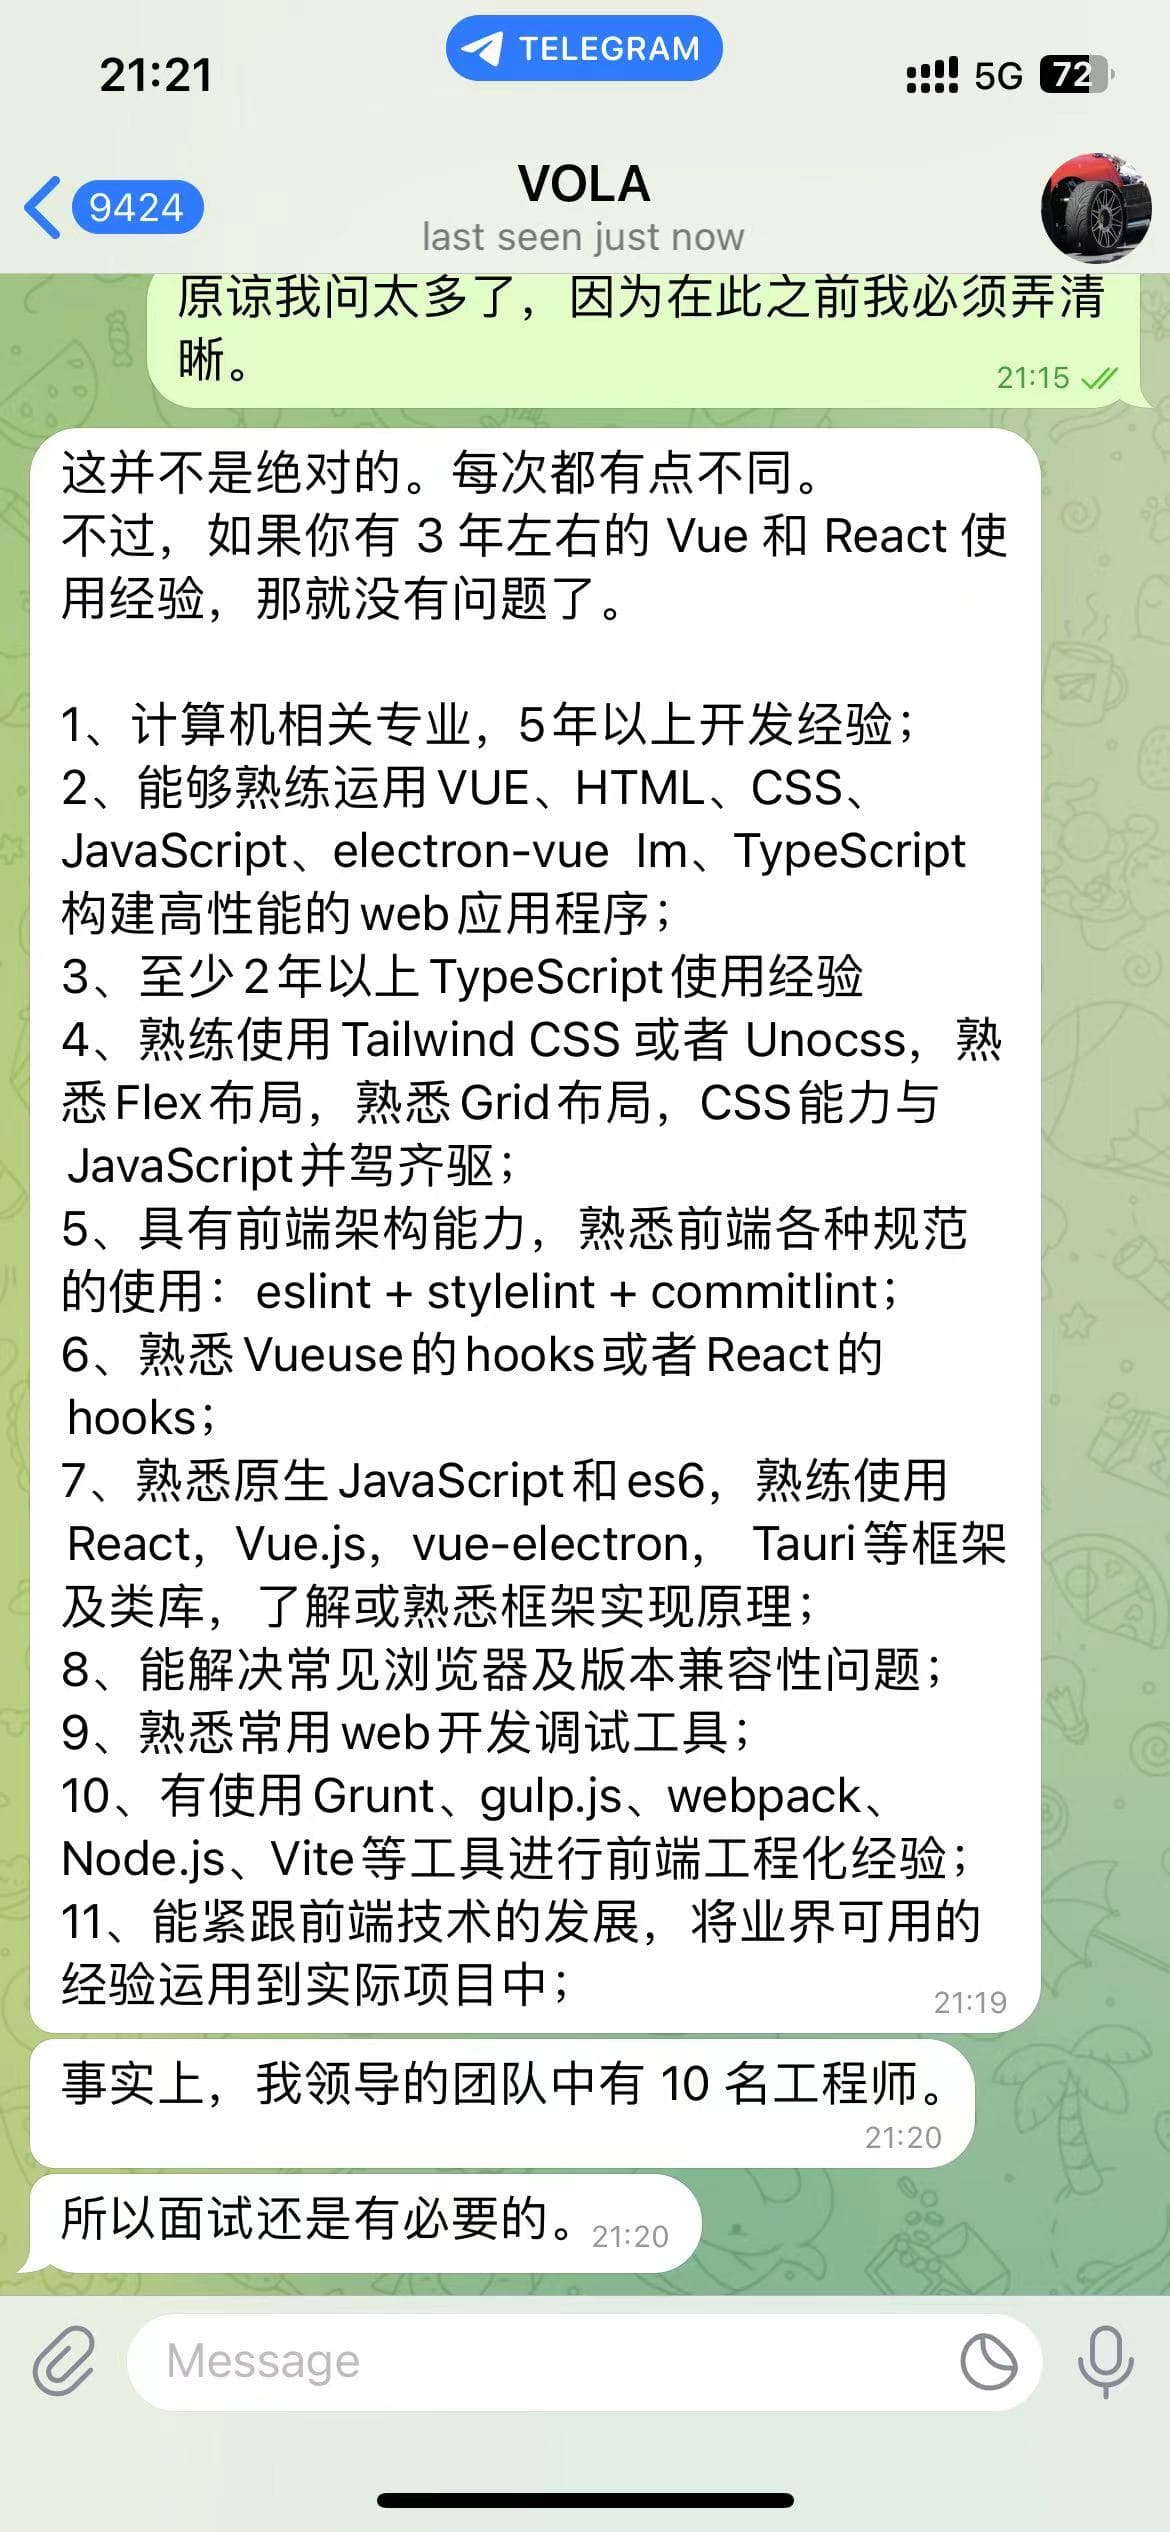 21:21
TELEGRAM
5G
72
9424
VOLA
last seen just now
原谅我问太多了，因为在此之前我必须弄清
晰。
21:15
这并不是绝对的。每次都有点不同。
不过，如果你有 3 年左右的 Vue 和 React 使
用经验，那就没有问题了。
1、计算机相关专业，5年以上开发经验；
2、能够熟练运用VUE、HTML、CSS、
JavaScript、electron-vue Im、TypeScript
构建高性能的web应用程序；
3、至少2年以上TypeScript使用经验
4、熟练使用Tailwind CSS 或者 Unocss，熟
悉Flex布局，熟悉Grid布局，CSS能力与
JavaScript并驾齐驱；
5、具有前端架构能力，熟悉前端各种规范
的使用：eslint + stylelint + commitlint；
6、熟悉Vueuse的hooks或者React的
hooks；
7、熟悉原生JavaScript和es6，熟练使用
React，Vue.js，vue-electron， Tauri等框架
及类库，了解或熟悉框架实现原理；
8、能解决常见浏览器及版本兼容性问题；
9、熟悉常用web开发调试工具；
10、有使用Grunt、gulp.js、webpack、
Node.js、Vite等工具进行前端工程化经验；
11、能紧跟前端技术的发展，将业界可用的
经验运用到实际项目中；
21:19
事实上，我领导的团队中有 10 名工程师。
21:20
所以面试还是有必要的。
21:20
Message